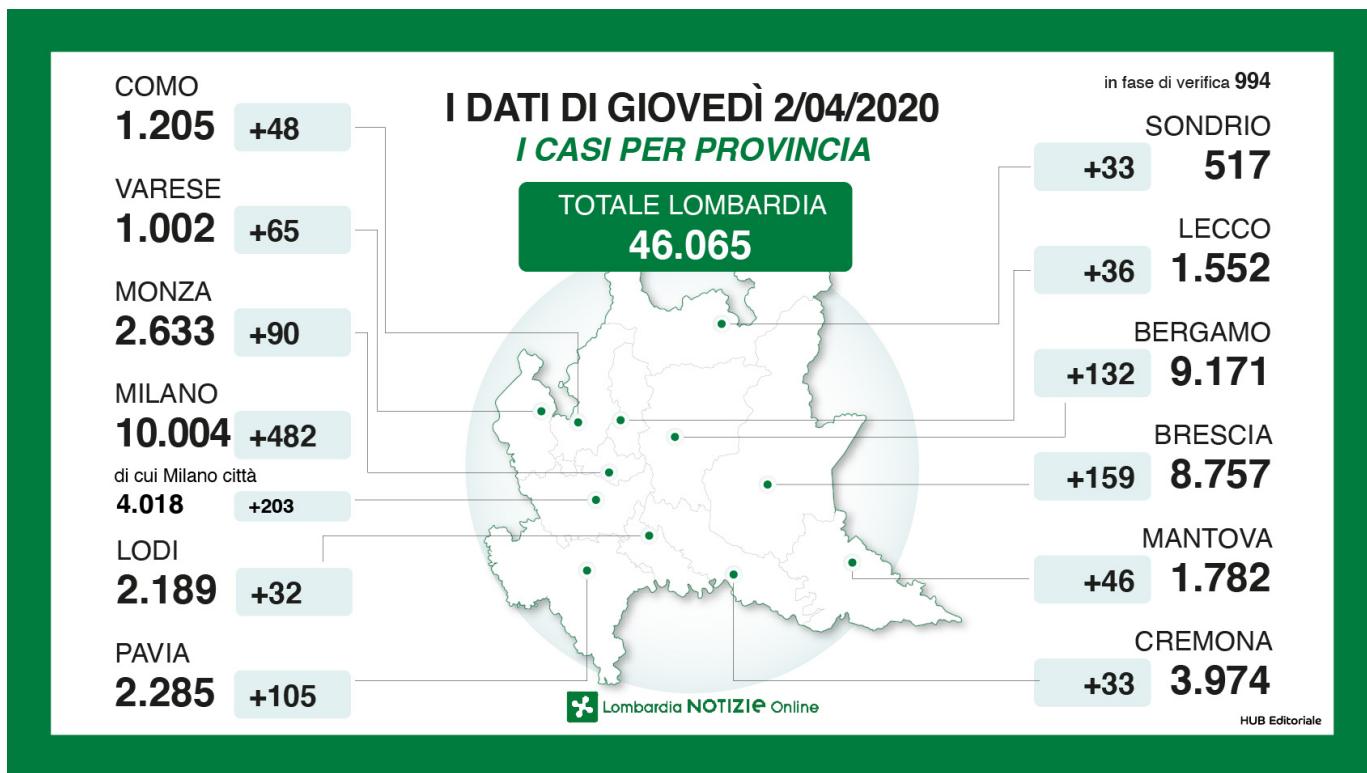 I DATI DI GIOVEDÌ 2/04/2020
I CASI PER PROVINCIA
TOTALE LOMBARDIA
46.065
COMO
1.205 +48
VARESE
1.002 +65
MONZA
2.633 +90
MILANO
10.004 +482
di cui Milano città
4.018 +203
LODI
2.189 +32
PAVIA
2.285 +105
in fase di verifica 994
SONDRIO
+33 517
LECCO
+36 1.552
BERGAMO
+132 9.171
BRESCIA
+159 8.757
MANTOVA
+46 1.782
CREMONA
+33 3.974
Lombardia NOTIZIE Online
HUB Editoriale